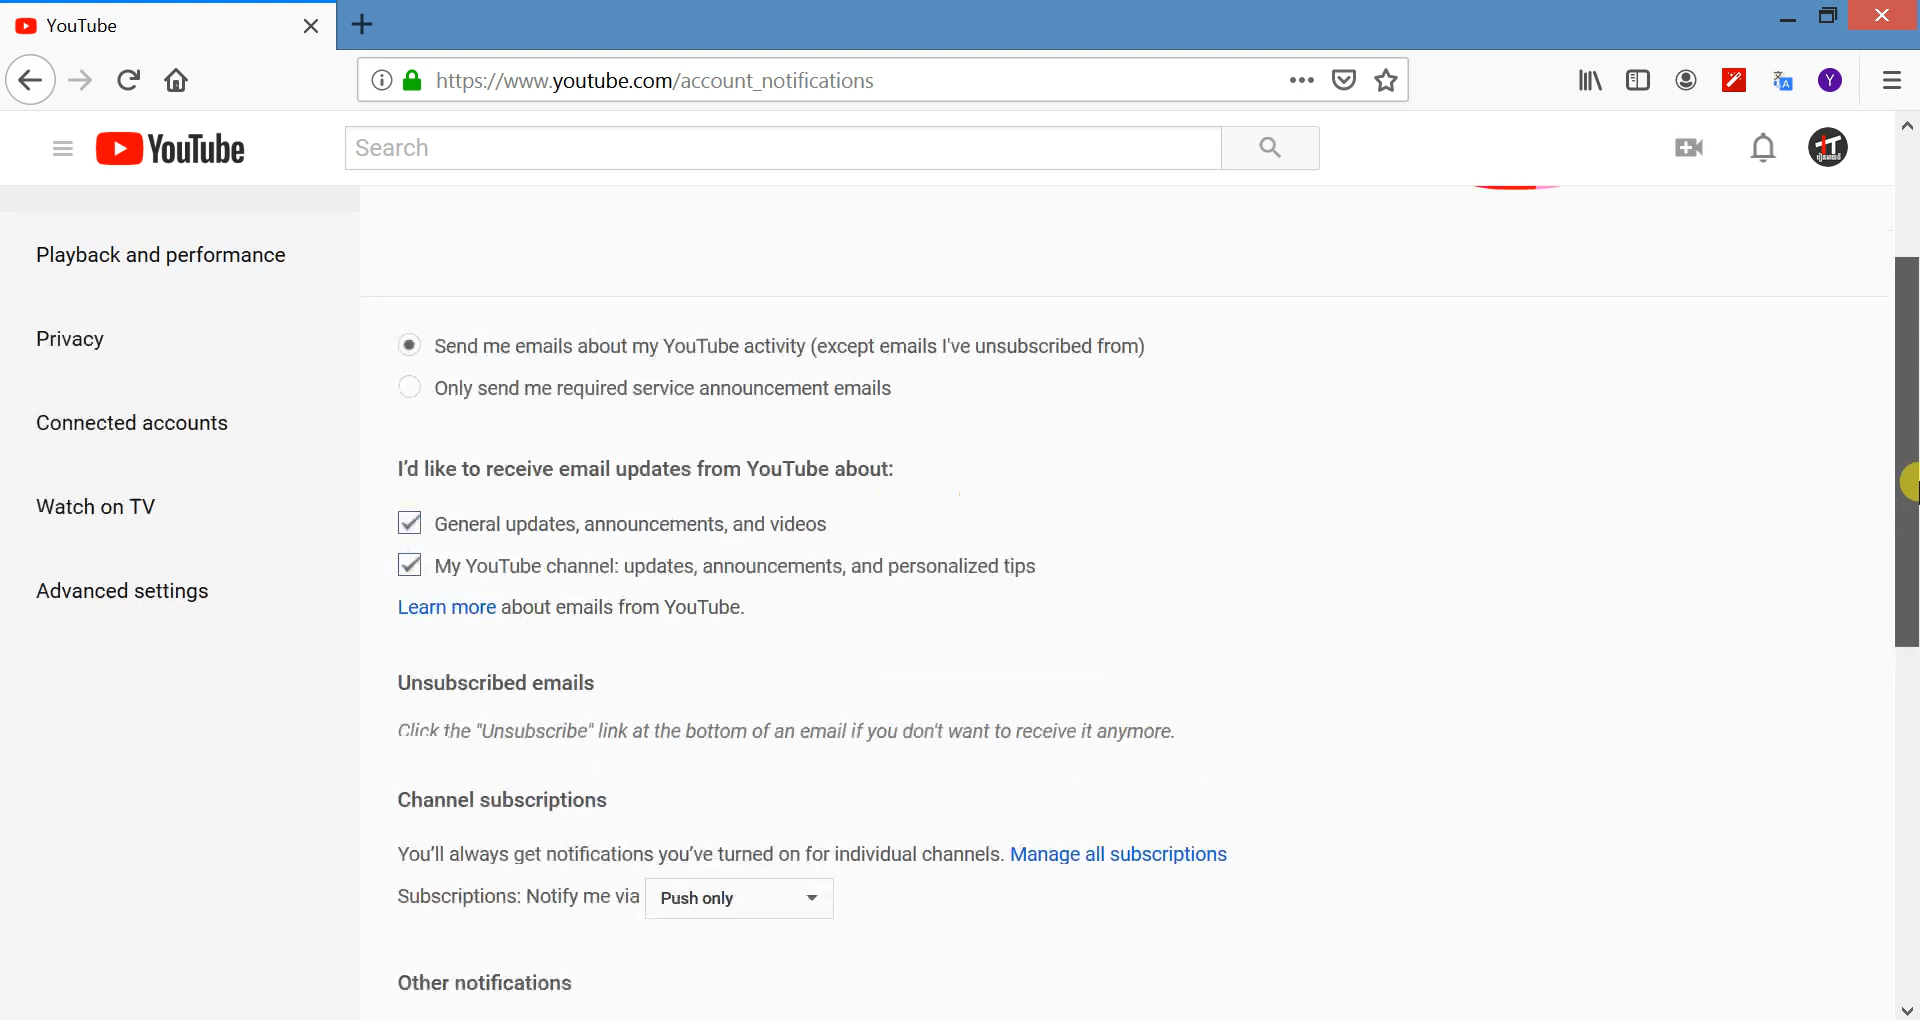 YouTube
https://www.youtube.com/account_notifications
Y
YouTube
Search
Playback and performance
Privacy
Connected accounts
Watch on TV
Advanced settings
Send me emails about my YouTube activity (except emails I've unsubscribed from)
Only send me required service announcement emails
I’d like to receive email updates from YouTube about:
General updates, announcements, and videos
My YouTube channel: updates, announcements, and personalized tips
Learn more about emails from YouTube.
Unsubscribed emails
Click the "Unsubscribe" link at the bottom of an email if you don't want to receive it anymore.
Channel subscriptions
You’ll always get notifications you’ve turned on for individual channels. Manage all subscriptions
Subscriptions: Notify me via Push only
Other notifications